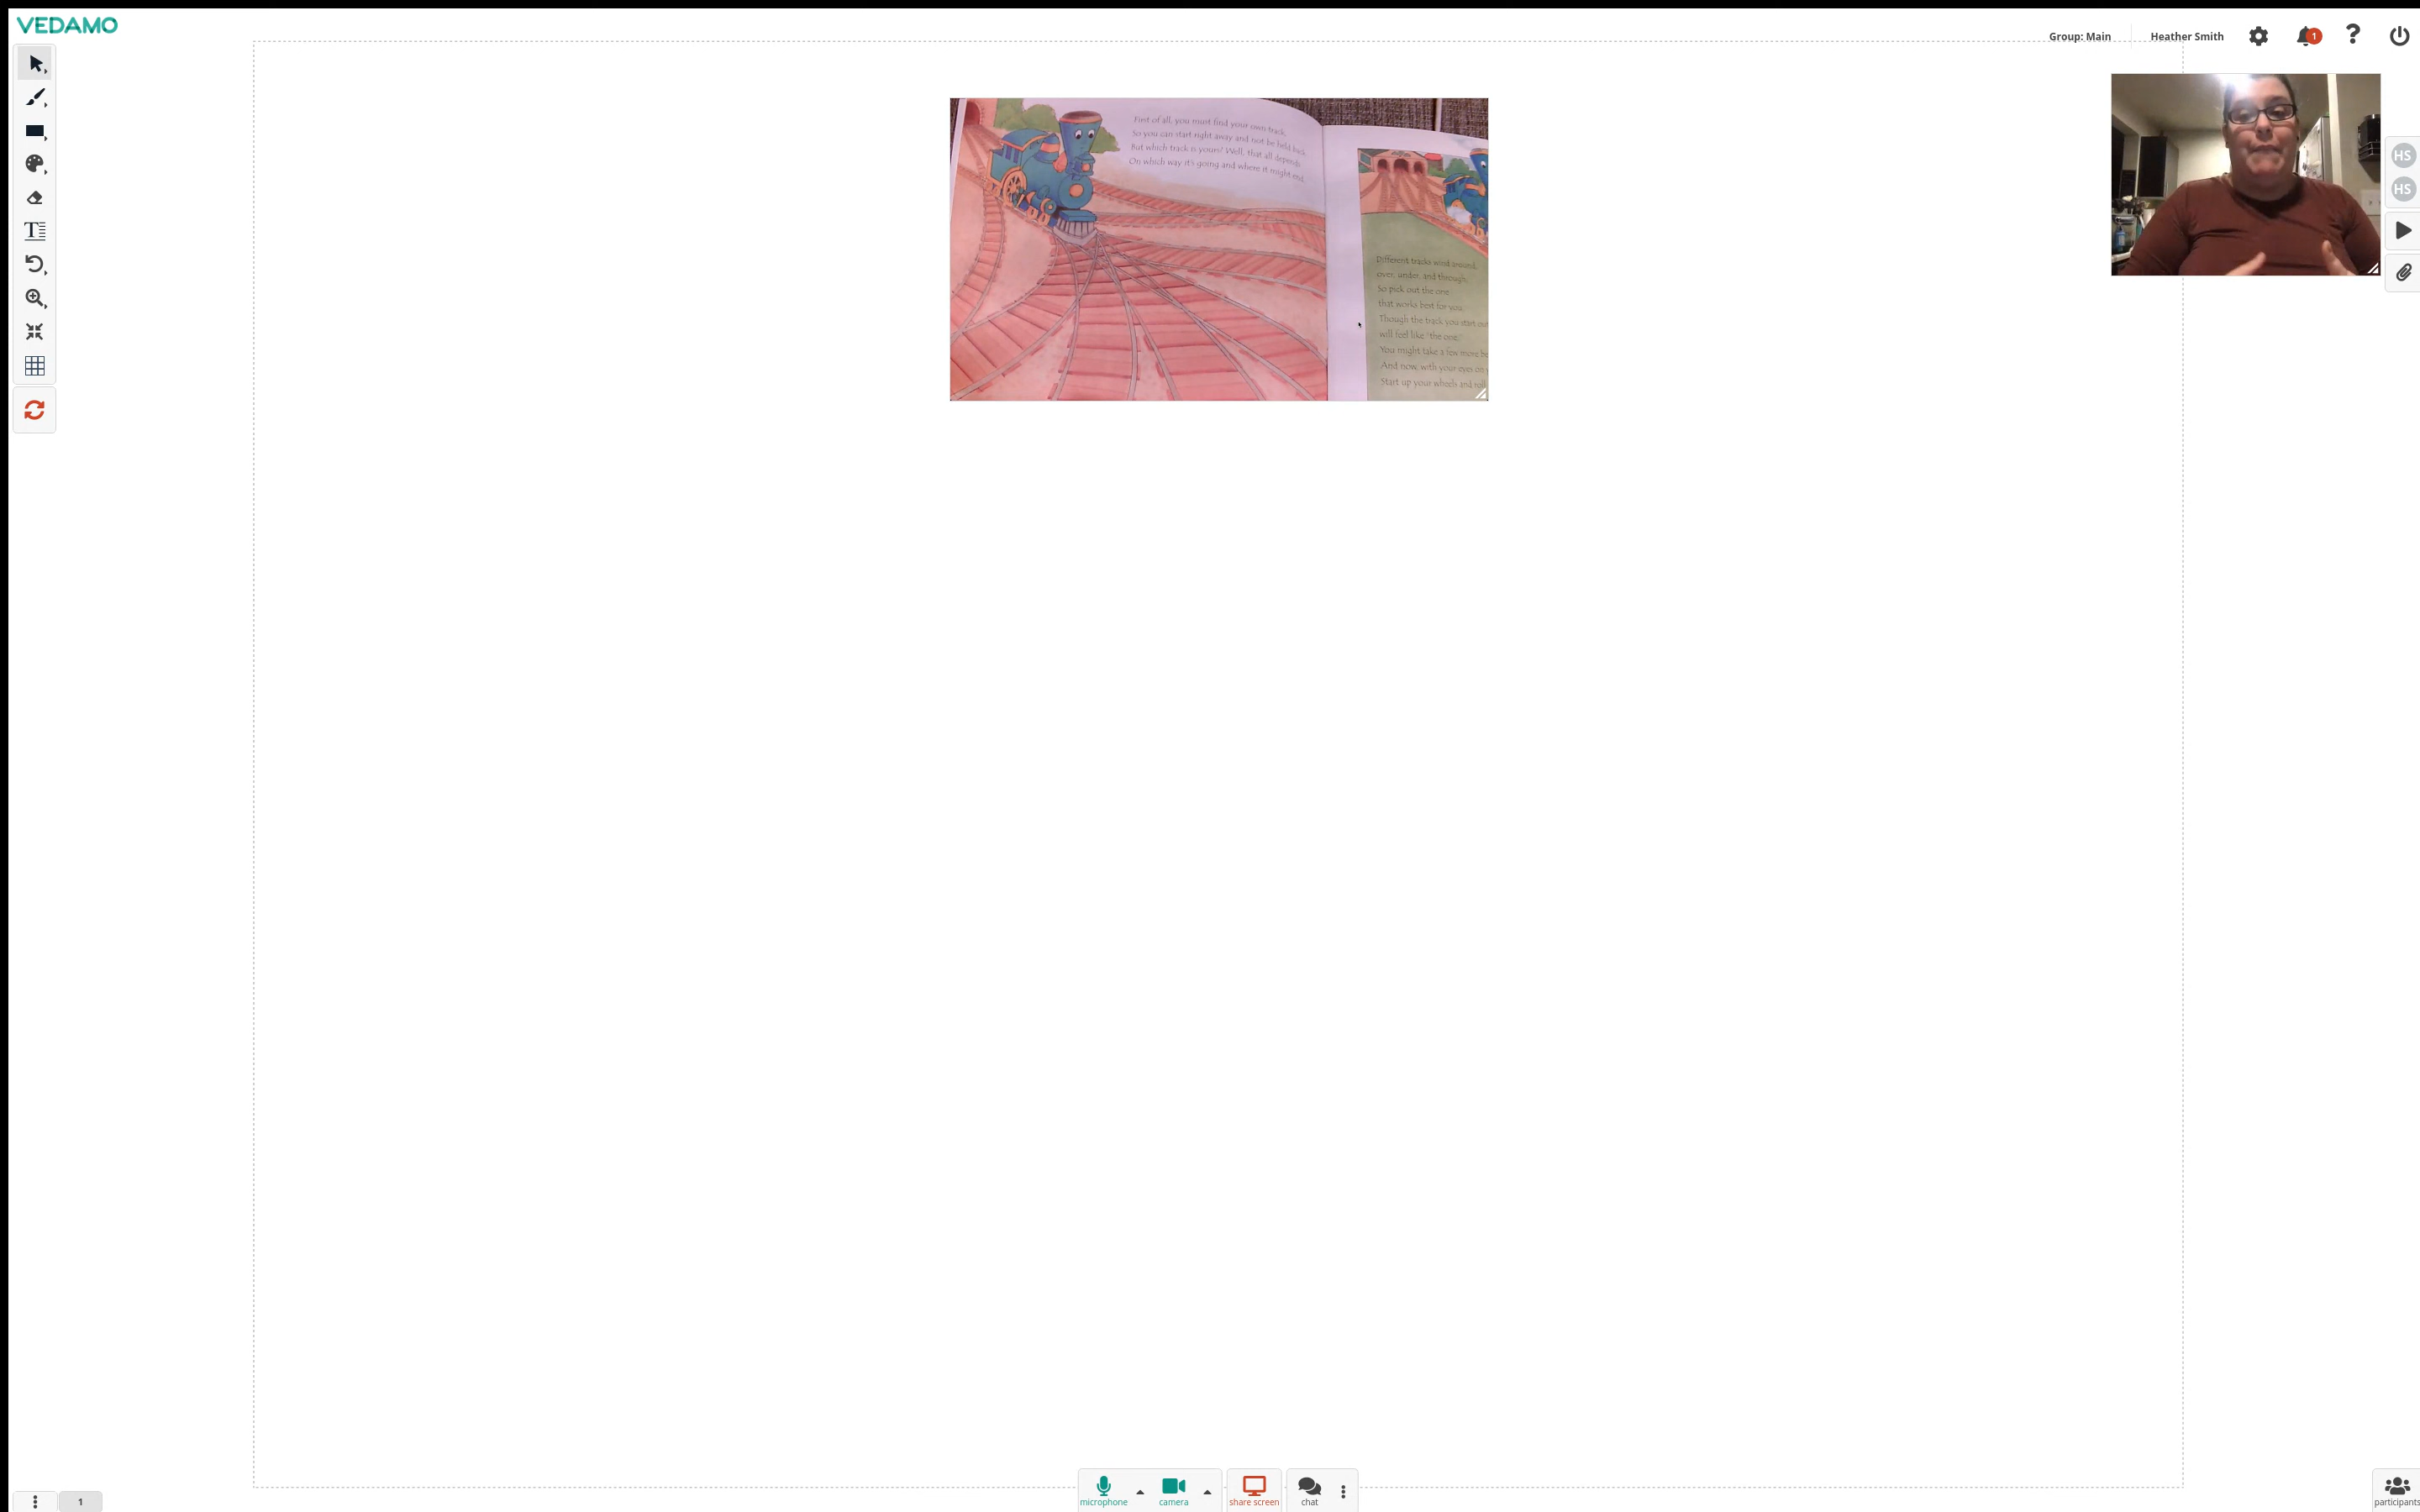 VEDAMO
Group: Main
Heather Smith
1
HS
HS
First of all, you must find your own track,
So you can start right away and not be held back.
But which track is yours? Well, that all depends
On which way it's going and where it might end.
Different tracks wind around,
over, under, and through,
So pick out the one
that works best for you.
Though the track you start out
will feel like "the one,"
You might take a few more be
And now, with your eyes on
Start up your wheels and roll
1
microphone
camera
share screen
chat
participants